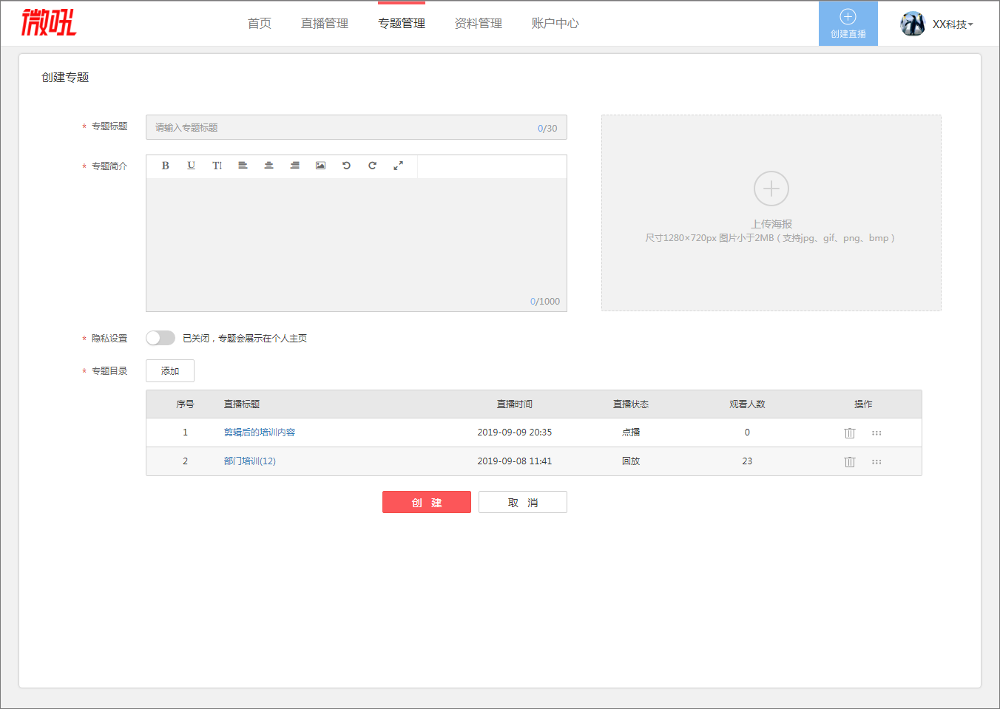 微吼
首页 直播管理 专题管理 资料管理 账户中心
创建直播
XX科技
创建专题
* 专题标题 请输入专题标题 0/30
* 专题简介 B U T!
0/1000
上传海报
尺寸1280×720px 图片小于2MB（支持jpg、gif、png、bmp）
* 隐私设置 已关闭，专题会展示在个人主页
* 专题目录 添加
序号 直播标题 直播时间 直播状态 观看人数 操作
1 剪辑后的培训内容 2019-09-09 20:35 点播 0
2 部门培训(12) 2019-09-08 11:41 回放 23
创 建 取 消